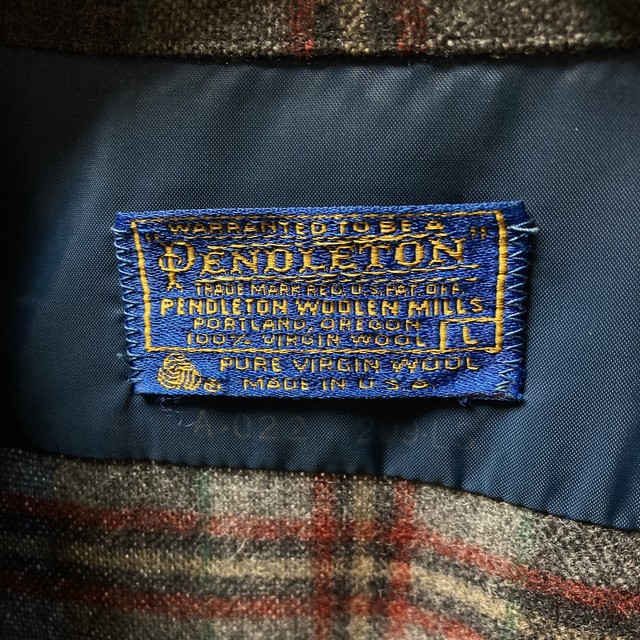 WARRANTED TO BE A
"PENDLETON"
TRADE MARK REG. U.S. PAT. OFF.
PENDLETON WOOLEN MILLS
PORTLAND, OREGON
100% VIRGIN WOOL L
PURE VIRGIN WOOL
MADE IN U.S.A.
A-022